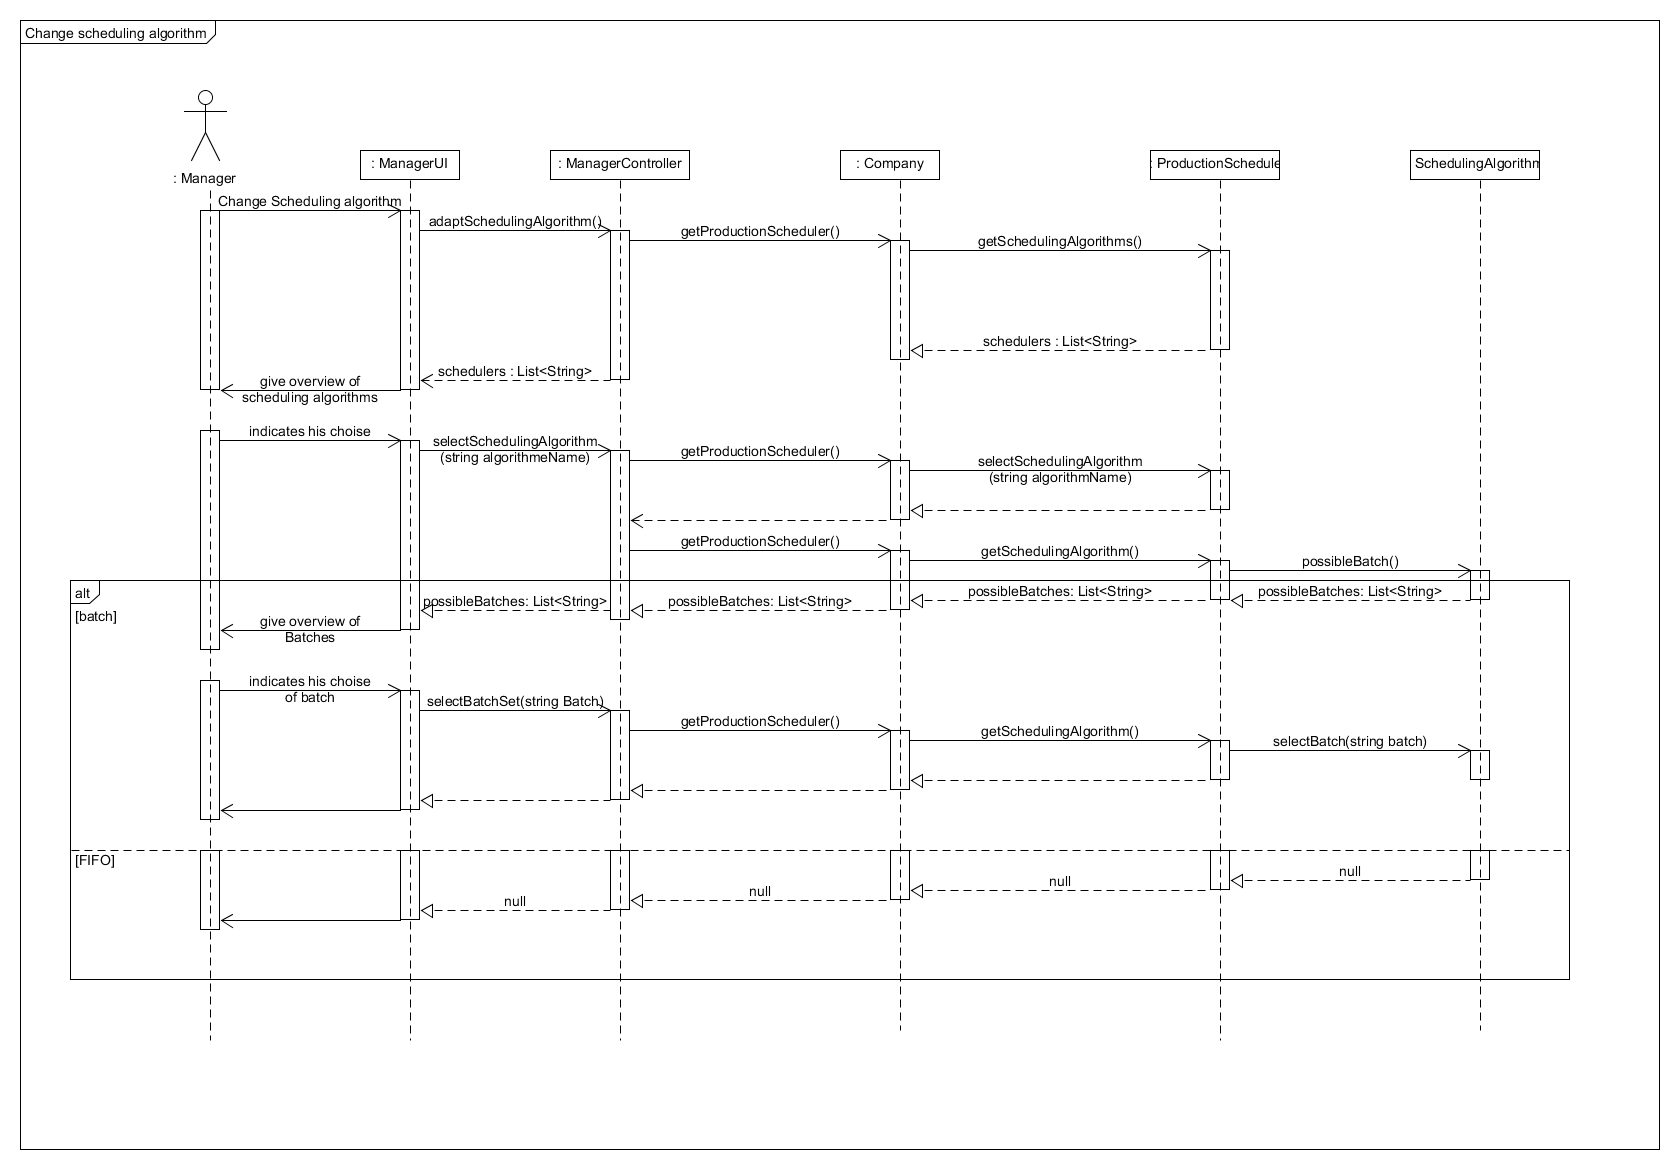 Change scheduling algorithm
: Manager
: ManagerUI
: ManagerController
: Company
: ProductionSchedule
SchedulingAlgorithm
Change Scheduling algorithm
adaptSchedulingAlgorithm()
getProductionScheduler()
getSchedulingAlgorithms()
schedulers : List<String>
schedulers : List<String>
give overview of
scheduling algorithms
indicates his choise
selectSchedulingAlgorithm
(string algorithmeName)
getProductionScheduler()
selectSchedulingAlgorithm
(string algorithmName)
getProductionScheduler()
getSchedulingAlgorithm()
possibleBatch()
alt
[batch]
possibleBatches: List<String>
possibleBatches: List<String>
possibleBatches: List<String>
possibleBatches: List<String>
give overview of
Batches
indicates his choise
of batch
selectBatchSet(string Batch)
getProductionScheduler()
getSchedulingAlgorithm()
selectBatch(string batch)
[FIFO]
null
null
null
null